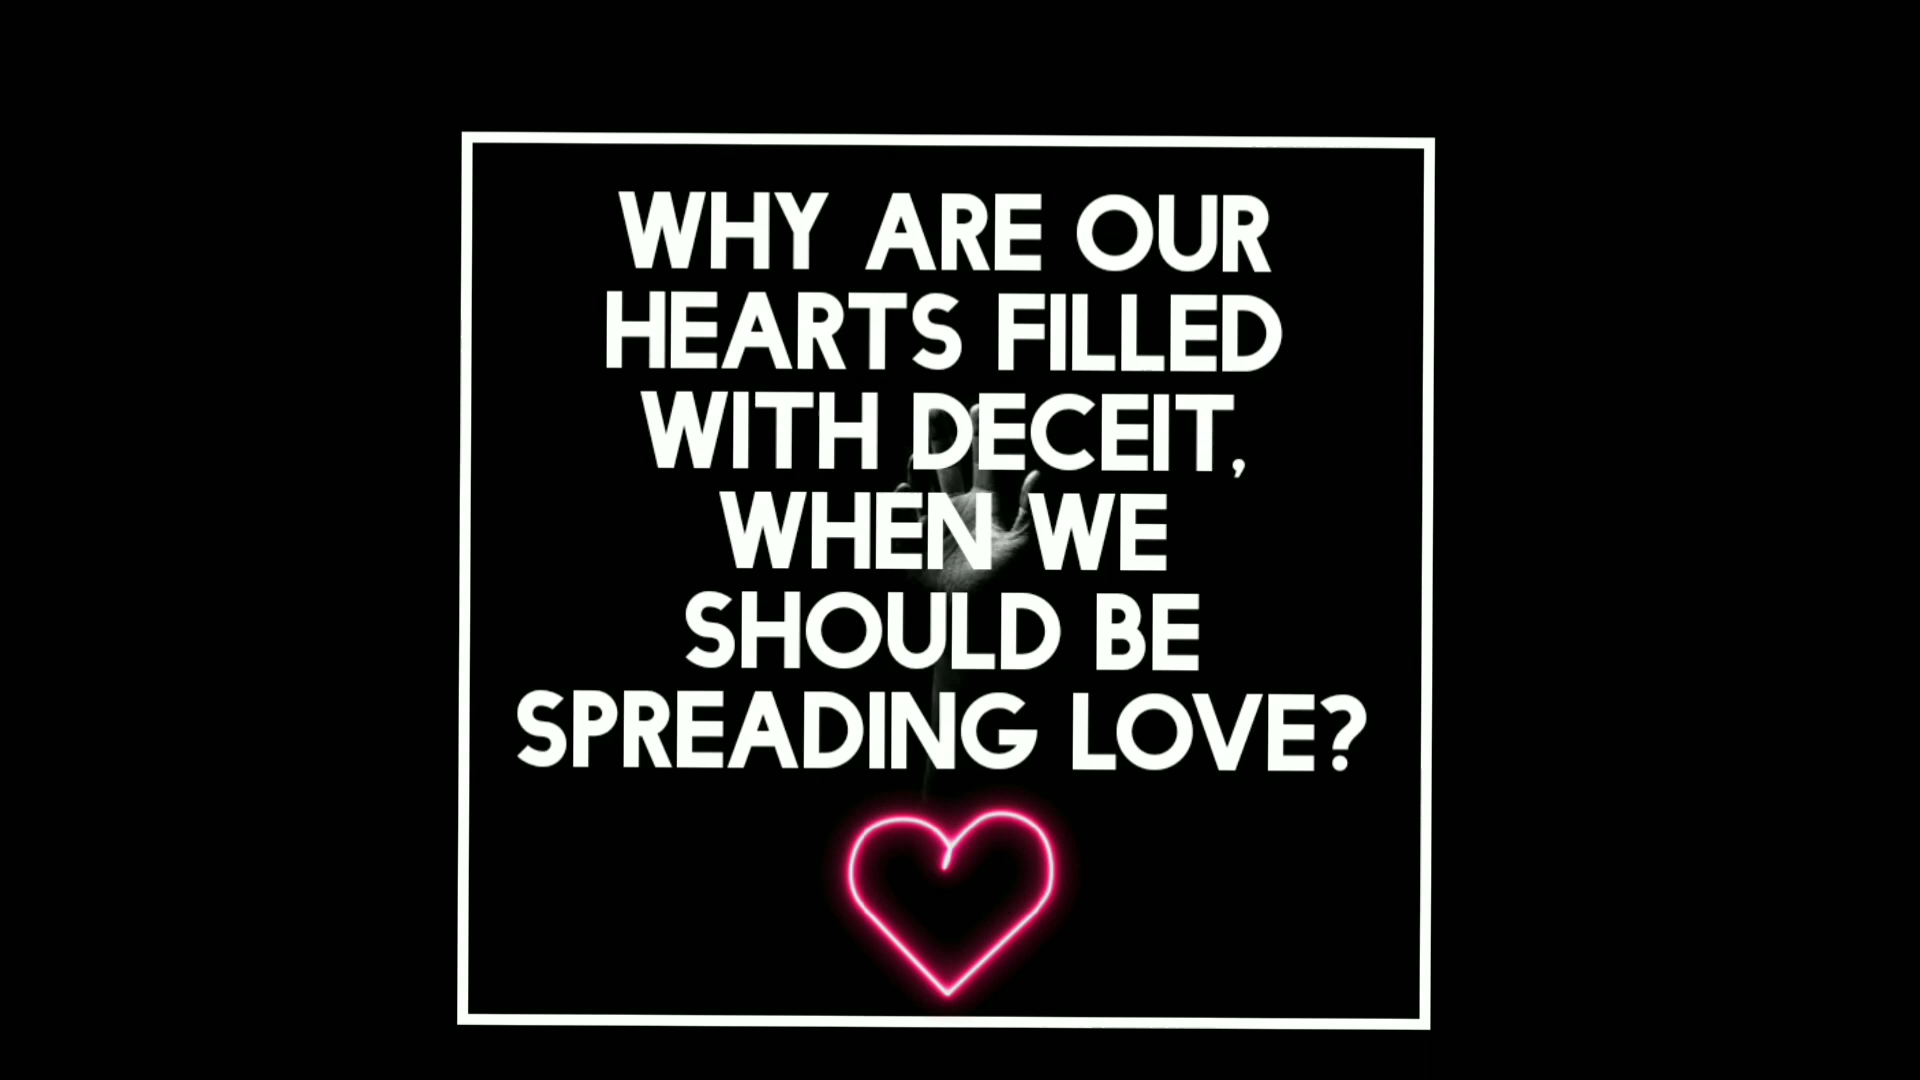 WHY ARE OUR
HEARTS FILLED
WITH DECEIT,
WHEN WE
SHOULD BE
SPREADING LOVE?